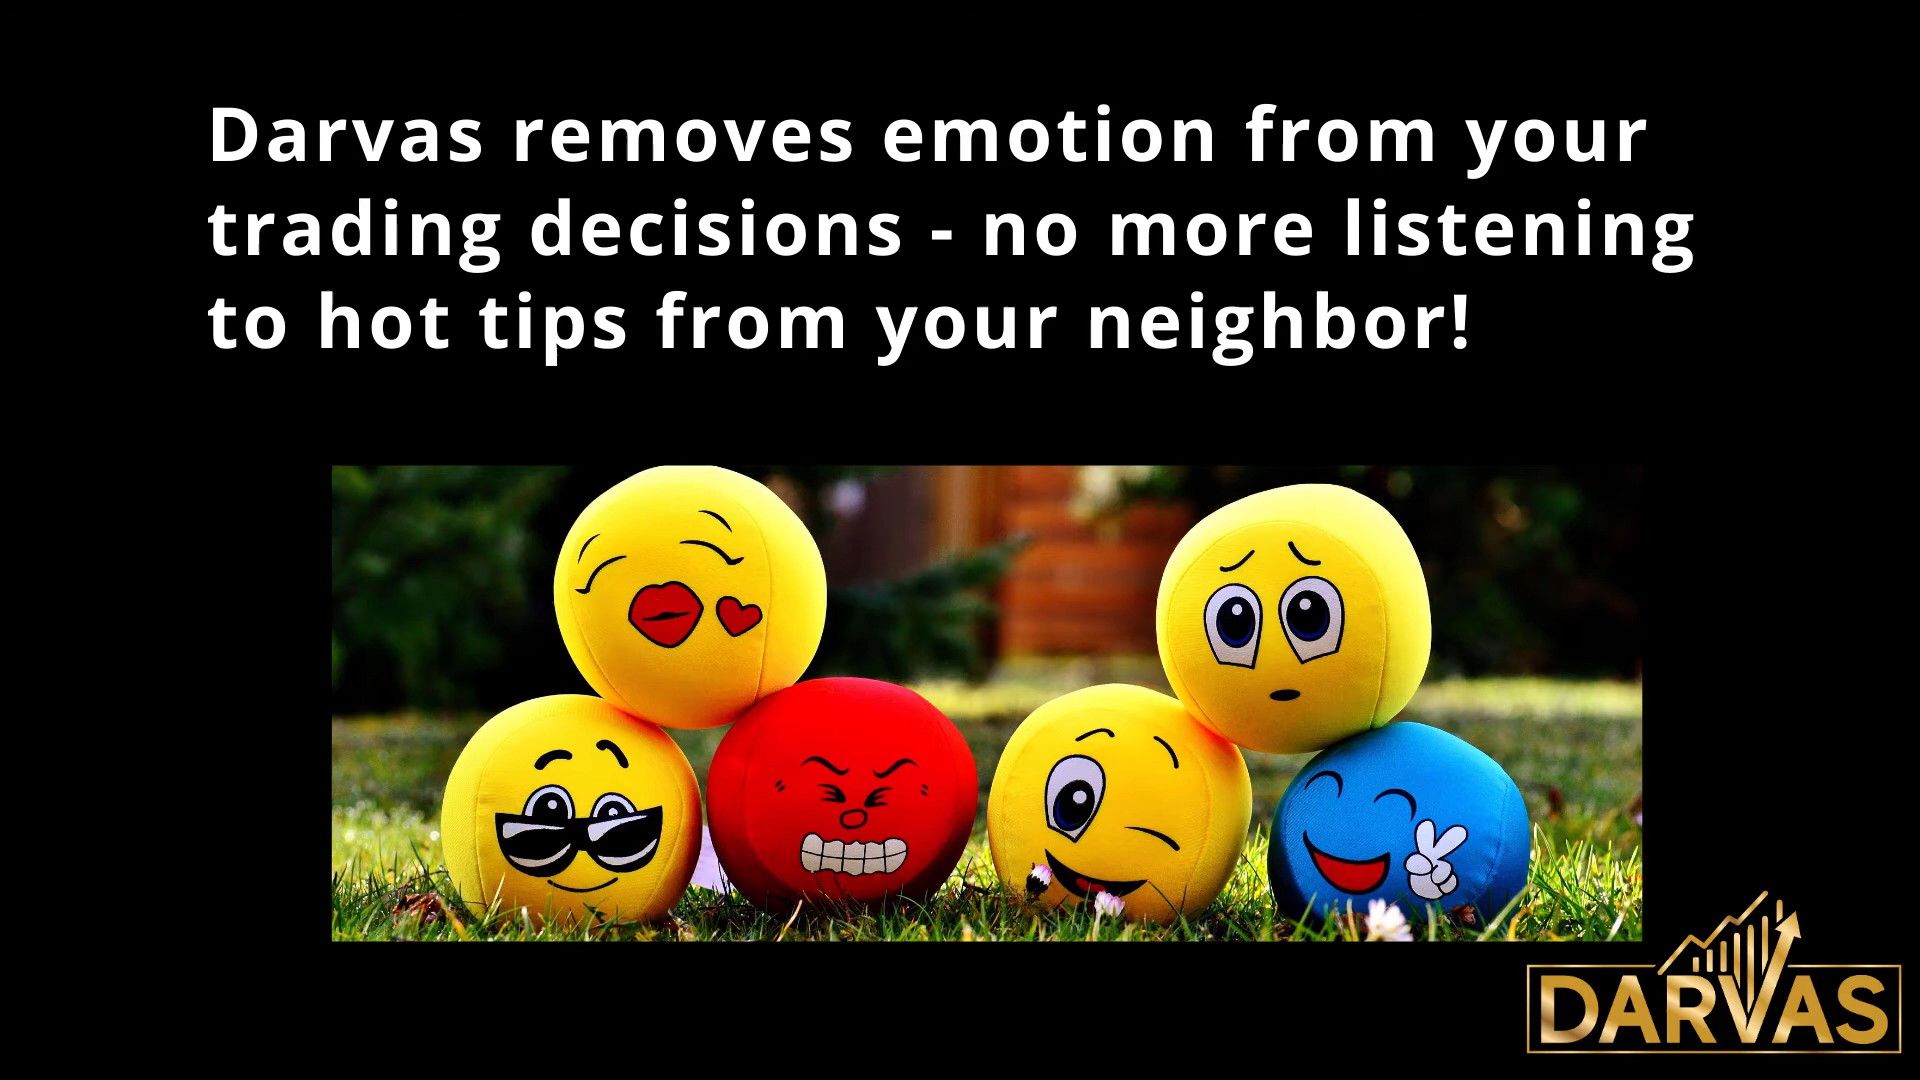 Darvas removes emotion from your
trading decisions - no more listening
to hot tips from your neighbor!
DARVAS